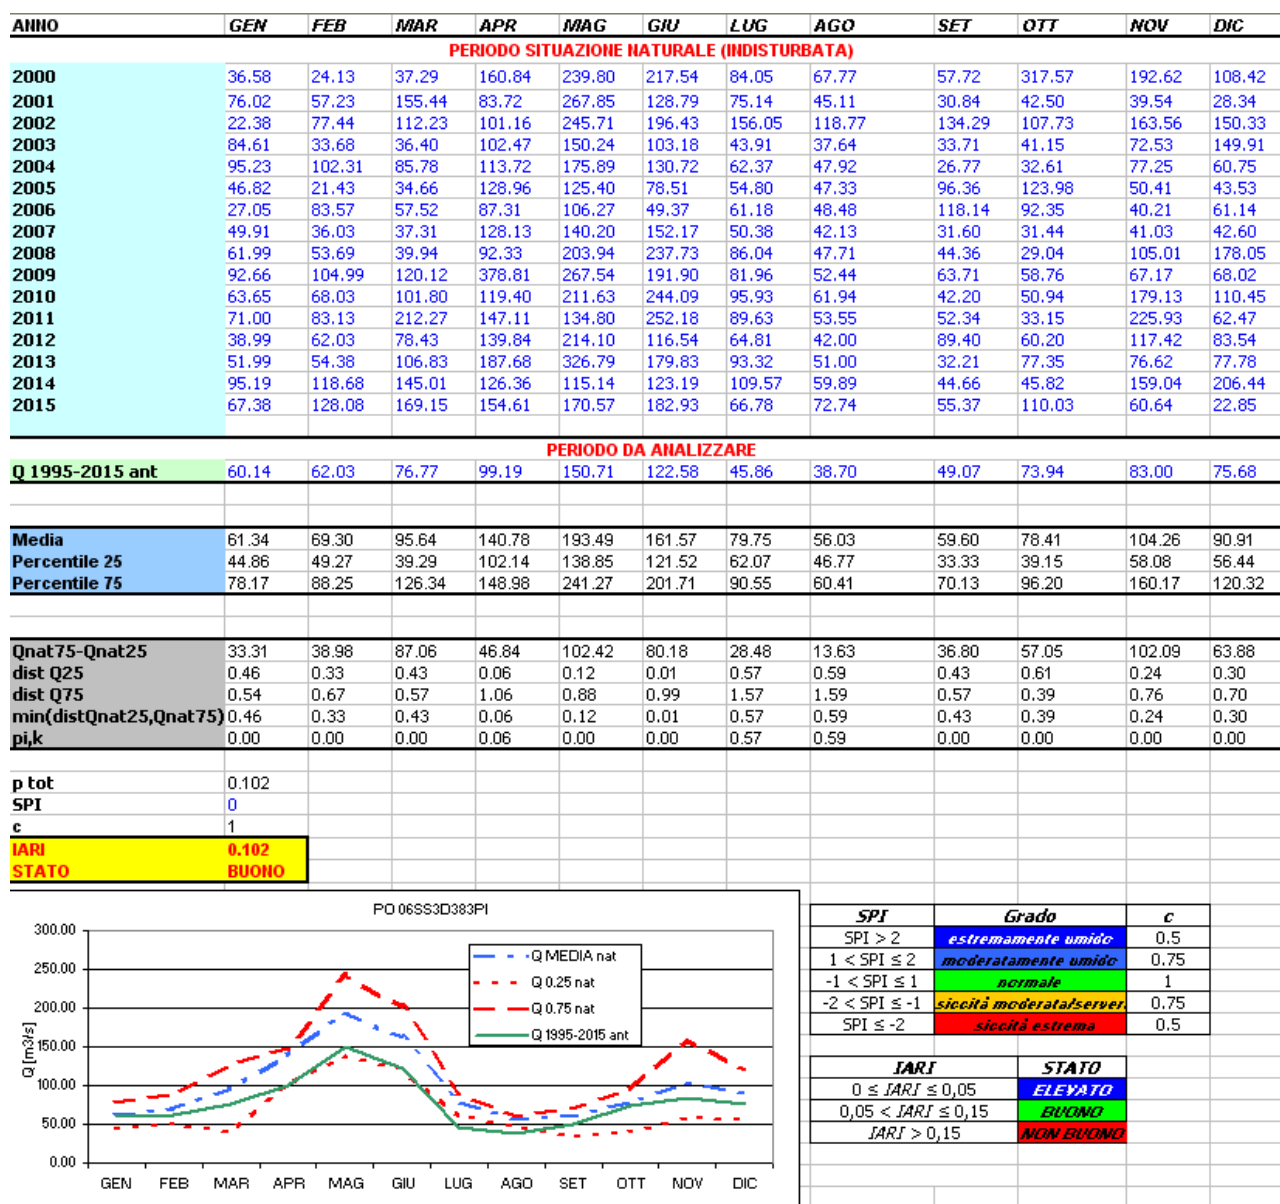 ANNO GEN FEB MAR APR MAG GIU LUG AGO SET OTT NOV DIC
PERIODO SITUAZIONE NATURALE (INDISTURBATA)
2000 36.58 24.13 37.29 160.84 239.80 217.54 84.05 67.77 57.72 317.57 192.62 108.42
2001 76.02 57.23 155.44 83.72 267.85 128.79 75.14 45.11 30.84 42.50 39.54 28.34
2002 22.38 77.44 112.23 101.16 245.71 196.43 156.05 118.77 134.29 107.73 163.56 150.33
2003 84.61 33.68 36.40 102.47 150.24 103.18 43.91 37.64 33.71 41.15 72.53 149.91
2004 95.23 102.31 85.78 113.72 175.89 130.72 62.37 47.92 26.77 32.61 77.25 60.75
2005 46.82 21.43 34.66 128.96 125.40 78.51 54.80 47.33 96.36 123.98 50.41 43.53
2006 27.05 83.57 57.52 87.31 106.27 49.37 61.18 48.48 118.14 92.35 40.21 61.14
2007 49.91 36.03 37.31 128.13 140.20 152.17 50.38 42.13 31.60 31.44 41.03 42.60
2008 61.99 53.69 39.94 92.33 203.94 237.73 86.04 47.71 44.36 29.04 105.01 178.05
2009 92.66 104.99 120.12 378.81 267.54 191.90 81.96 52.44 63.71 58.76 67.17 68.02
2010 63.65 68.03 101.80 119.40 211.63 244.09 95.93 61.94 42.20 50.94 179.13 110.45
2011 71.00 83.13 212.27 147.11 134.80 252.18 89.63 53.55 52.34 33.15 225.93 62.47
2012 38.99 62.03 78.43 139.84 214.10 116.54 64.81 42.00 89.40 60.20 117.42 83.54
2013 51.99 54.38 106.83 187.68 326.79 179.83 93.32 51.00 32.21 77.35 76.62 77.78
2014 95.19 118.68 145.01 126.36 115.14 123.19 109.57 59.89 44.66 45.82 159.04 206.44
2015 67.38 128.08 169.15 154.61 170.57 182.93 66.78 72.74 55.37 110.03 60.64 22.85
PERIODO DA ANALIZZARE
Q 1995-2015 ant 60.14 62.03 76.77 99.19 150.71 122.58 45.86 38.70 49.07 73.94 83.00 75.68
Media 61.34 69.30 95.64 140.78 193.49 161.57 79.75 56.03 59.60 78.41 104.26 90.91
Percentile 25 44.86 49.27 39.29 102.14 138.85 121.52 62.07 46.77 33.33 39.15 58.08 56.44
Percentile 75 78.17 88.25 126.34 148.98 241.27 201.71 90.55 60.41 70.13 96.20 160.17 120.32
Qnat75-Qnat25 33.31 38.98 87.06 46.84 102.42 80.18 28.48 13.63 36.80 57.05 102.09 63.88
dist Q25 0.46 0.33 0.43 0.06 0.12 0.01 0.57 0.59 0.43 0.61 0.24 0.30
dist Q75 0.54 0.67 0.57 1.06 0.88 0.99 1.57 1.59 0.57 0.39 0.76 0.70
min(distQnat25,Qnat75) 0.46 0.33 0.43 0.06 0.12 0.01 0.57 0.59 0.43 0.39 0.24 0.30
pi,k 0.00 0.00 0.00 0.06 0.00 0.00 0.57 0.59 0.00 0.00 0.00 0.00
p tot 0.102
SPI 0
c 1
IARI 0.102
STATO BUONO
PO 06SS3D383PI
300.00
250.00
200.00
150.00
100.00
50.00
0.00
Q [m3/s]
Q MEDIA nat
Q 0.25 nat
Q 0.75 nat
Q 1995-2015 ant
GEN FEB MAR APR MAG GIU LUG AGO SET OTT NOV DIC
SPI Grado c
SPI > 2 estremamente umido 0.5
1 < SPI ≤ 2 moderatamente umido 0.75
-1 < SPI ≤ 1 normale 1
-2 < SPI ≤ -1 siccità moderata/server. 0.75
SPI ≤ -2 siccità estrema 0.5
IARI STATO
0 ≤ IARI ≤ 0,05 ELEVATO
0,05 < IARI ≤ 0,15 BUONO
IARI > 0,15 NON BUONO